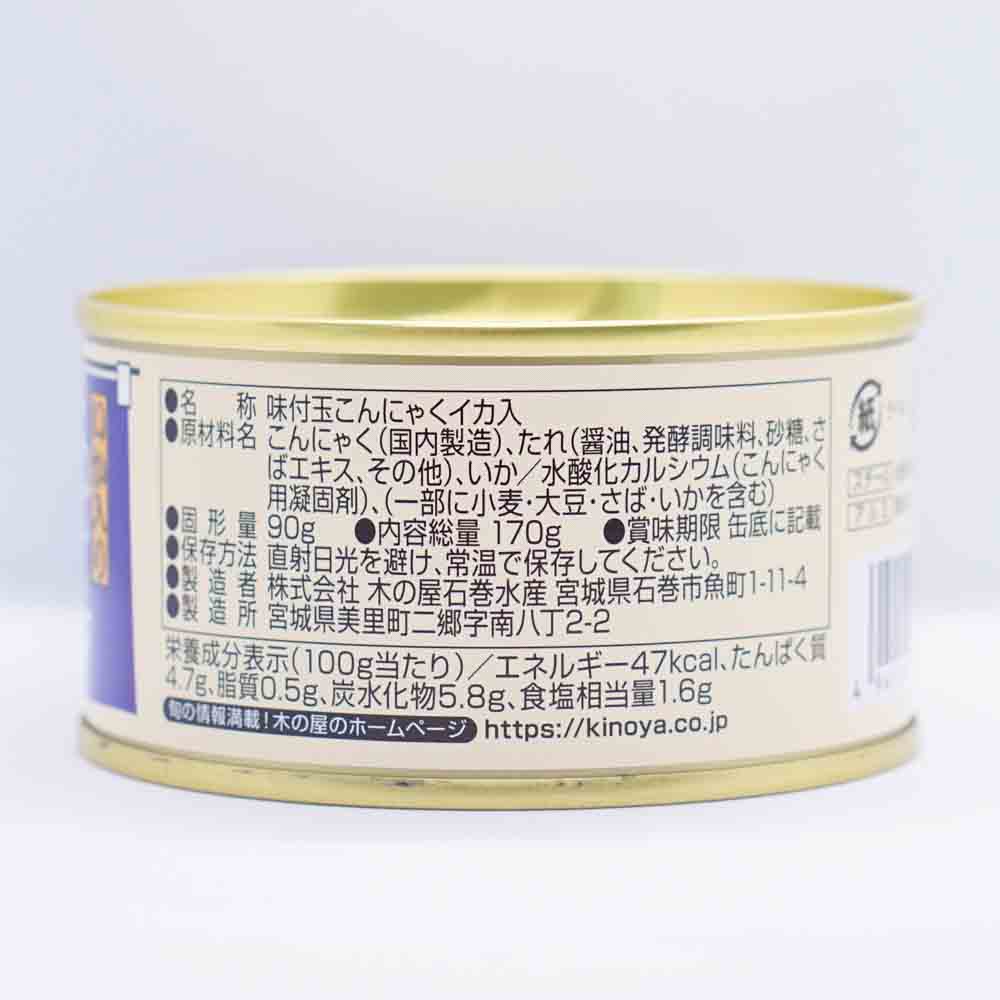 ●名　称 味付玉こんにゃくイカ入
●原材料名 こんにゃく(国内製造)、たれ(醤油、発酵調味料、砂糖、さ
ばエキス、その他)、いか／水酸化カルシウム(こんにゃく
用凝固剤)、(一部に小麦・大豆・さば・いかを含む)
●固形量 90g ●内容総量 170g ●賞味期限 缶底に記載
●保存方法 直射日光を避け、常温で保存してください。
●製造者 株式会社 木の屋石巻水産 宮城県石巻市魚町1-11-4
●製造所 宮城県美里町二郷字南八丁2-2
栄養成分表示(100g当たり)／エネルギー47kcal、たんぱく質
4.7g、脂質0.5g、炭水化物5.8g、食塩相当量1.6g
旬の情報満載！木の屋のホームページ https://kinoya.co.jp
紙